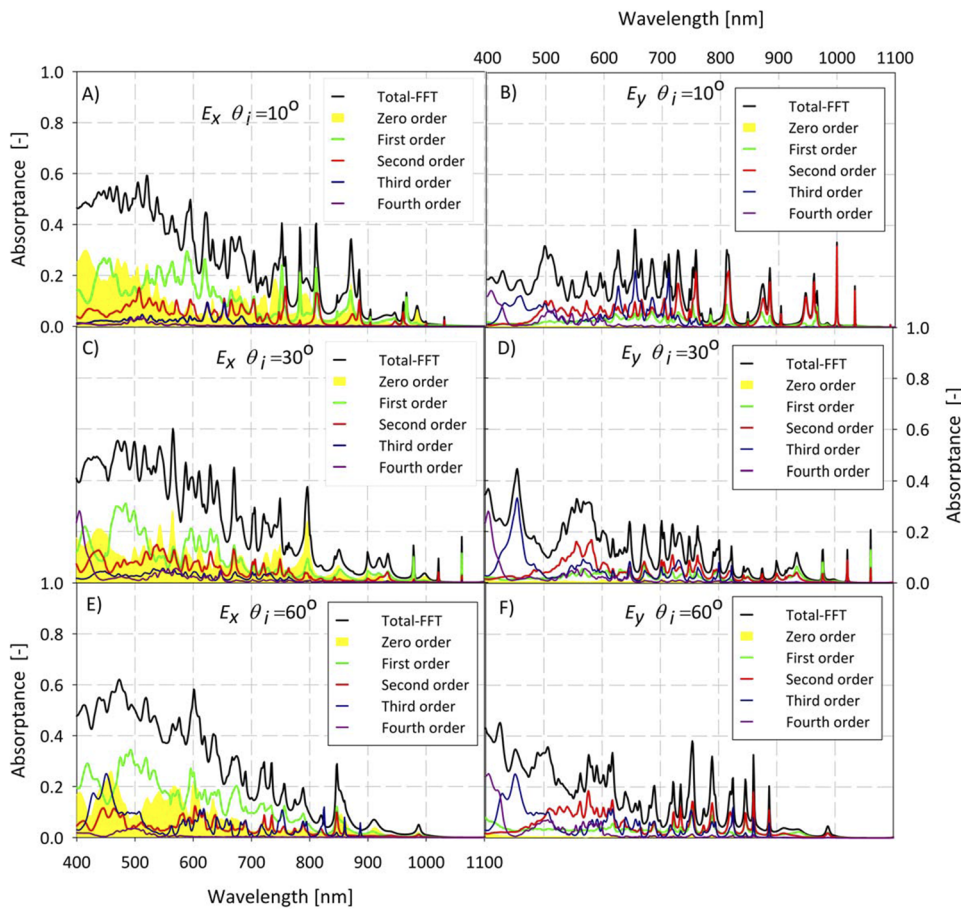 Wavelength [nm]
400 500 600 700 800 900 1000 1100
1.0
0.8
0.6
0.4
0.2
0.0
Absorptance [-]
A)
Ex θi=10o
Total-FFT
Zero order
First order
Second order
Third order
Fourth order
B)
Ey θi=10o
Total-FFT
Zero order
First order
Second order
Third order
Fourth order
1.0
C)
Ex θi=30o
Total-FFT
Zero order
First order
Second order
Third order
Fourth order
D)
Ey θi=30o
Total-FFT
Zero order
First order
Second order
Third order
Fourth order
0.8
0.6
0.4
0.2
0.0
Absorptance [-]
1.0
0.8
0.6
0.4
0.2
0.0
Absorptance [-]
E)
Ex θi=60o
Total-FFT
Zero order
First order
Second order
Third order
Fourth order
F)
Ey θi=60o
Total-FFT
Zero order
First order
Second order
Third order
Fourth order
400 500 600 700 800 900 1000 1100
Wavelength [nm]